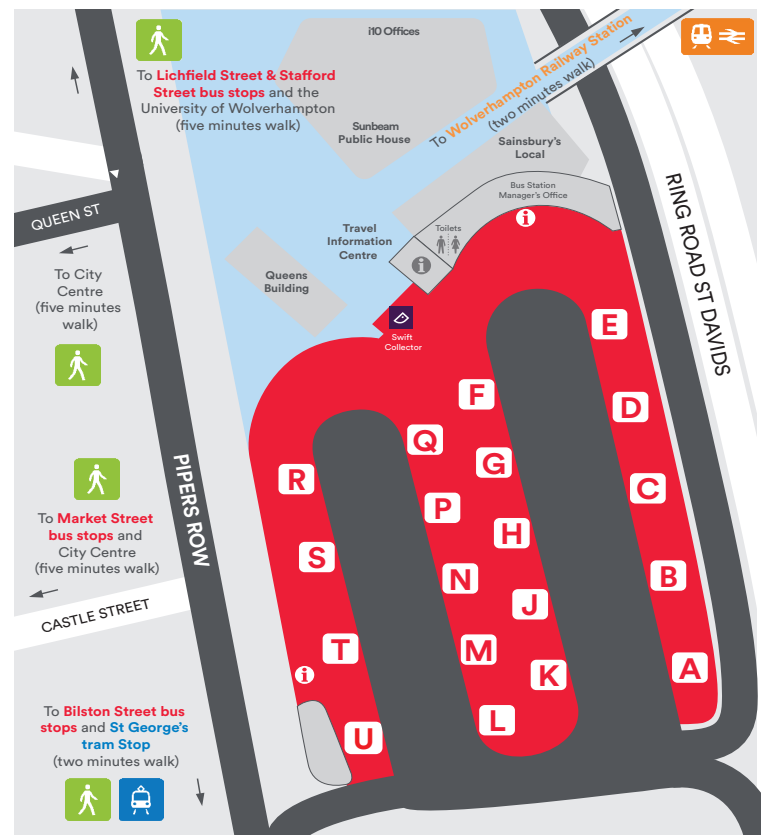 i10 Offices
To Lichfield Street & Stafford
Street bus stops and the
University of Wolverhampton
(five minutes walk)
Sunbeam
Public House
To Wolverhampton Railway Station
(two minutes walk)
Sainsbury's
Local
Bus Station
Manager's Office
i
Toilets
Travel
Information
Centre
i
QUEEN ST
RING ROAD ST DAVIDS
To City
Centre
(five minutes
walk)
Queens
Building
Swift
Collector
E
F
D
Q
G
R
C
P
H
S
N
B
J
T
M
K
A
L
U
i
PIPERS ROW
To Market Street
bus stops and
City Centre
(five minutes walk)
CASTLE STREET
To Bilston Street bus
stops and St George's
tram Stop
(two minutes walk)